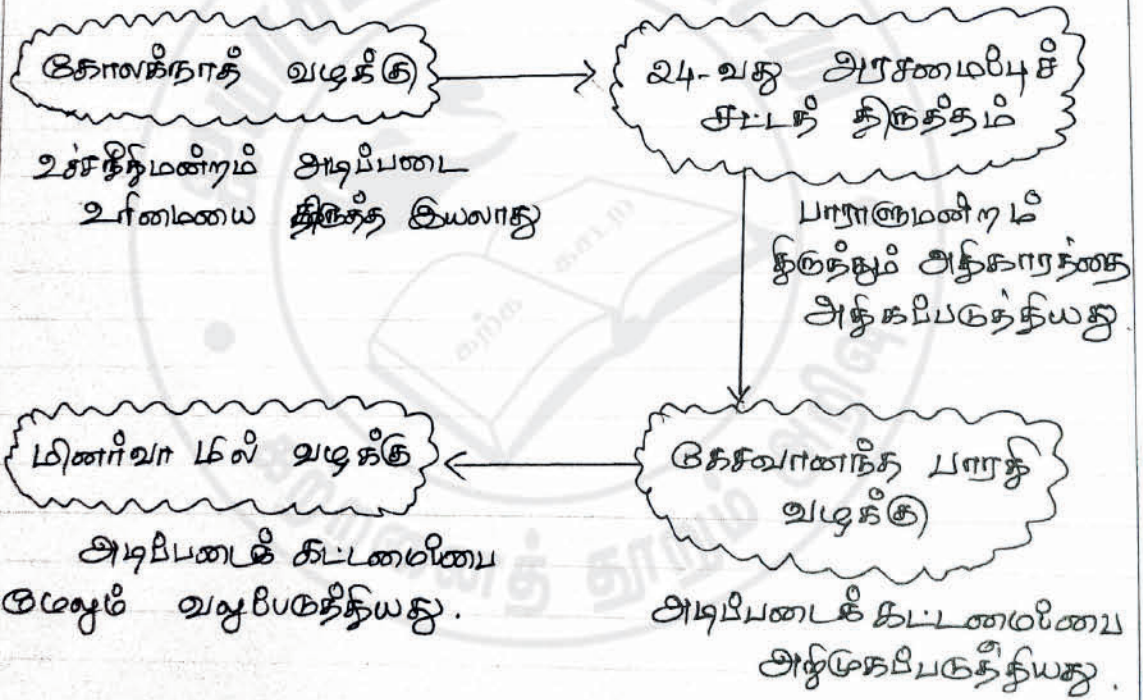 கோலக்நாத் வழக்கு
உச்சநீதிமன்றம் அடிப்படை
உரிமையை திருத்த இயலாது
24-வது அரசமைபுச்
சட்டத் திருத்தம்
பாராளுமன்றம்
திருத்தும் அதிகாரத்தை
அதிகப்படுத்தியது.
கேசவானந்த பாரதி
வழக்கு
அடிப்படைக் கட்டமைபை
அறிமுகப்படுத்தியது.
மினர்வா மில் வழக்கு
அடிப்படைக் கட்டமைபை
மேலும் வலுபடுத்தியது.